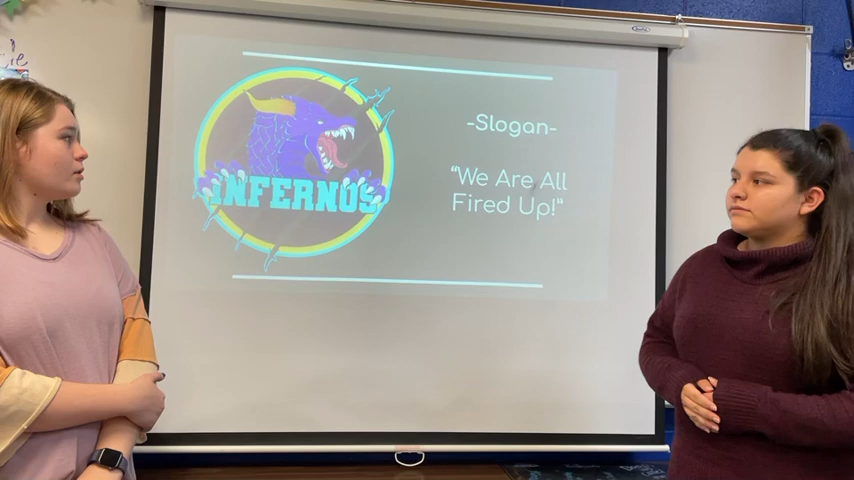 INFERNOS
-Slogan-
“We Are All
Fired Up!”